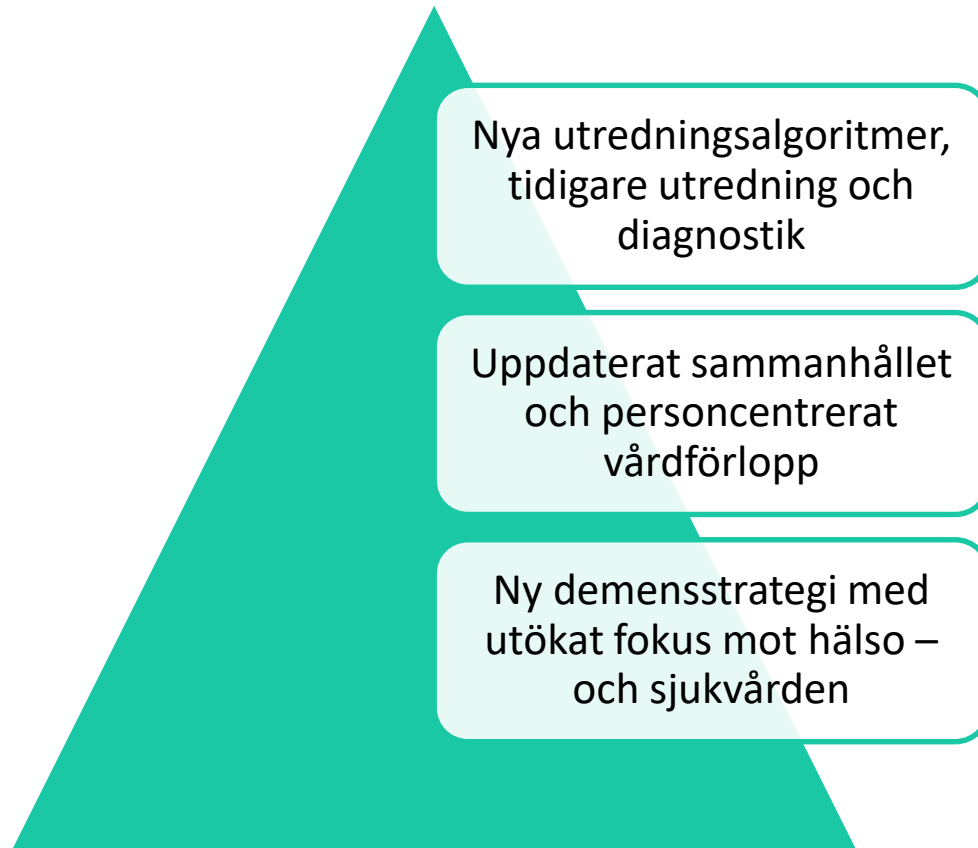 Nya utredningsalgoritmer,
tidigare utredning och
diagnostik
Uppdaterat sammanhållet
och personcentrerat
vårdförlopp
Ny demensstrategi med
utökat fokus mot hälso –
och sjukvården